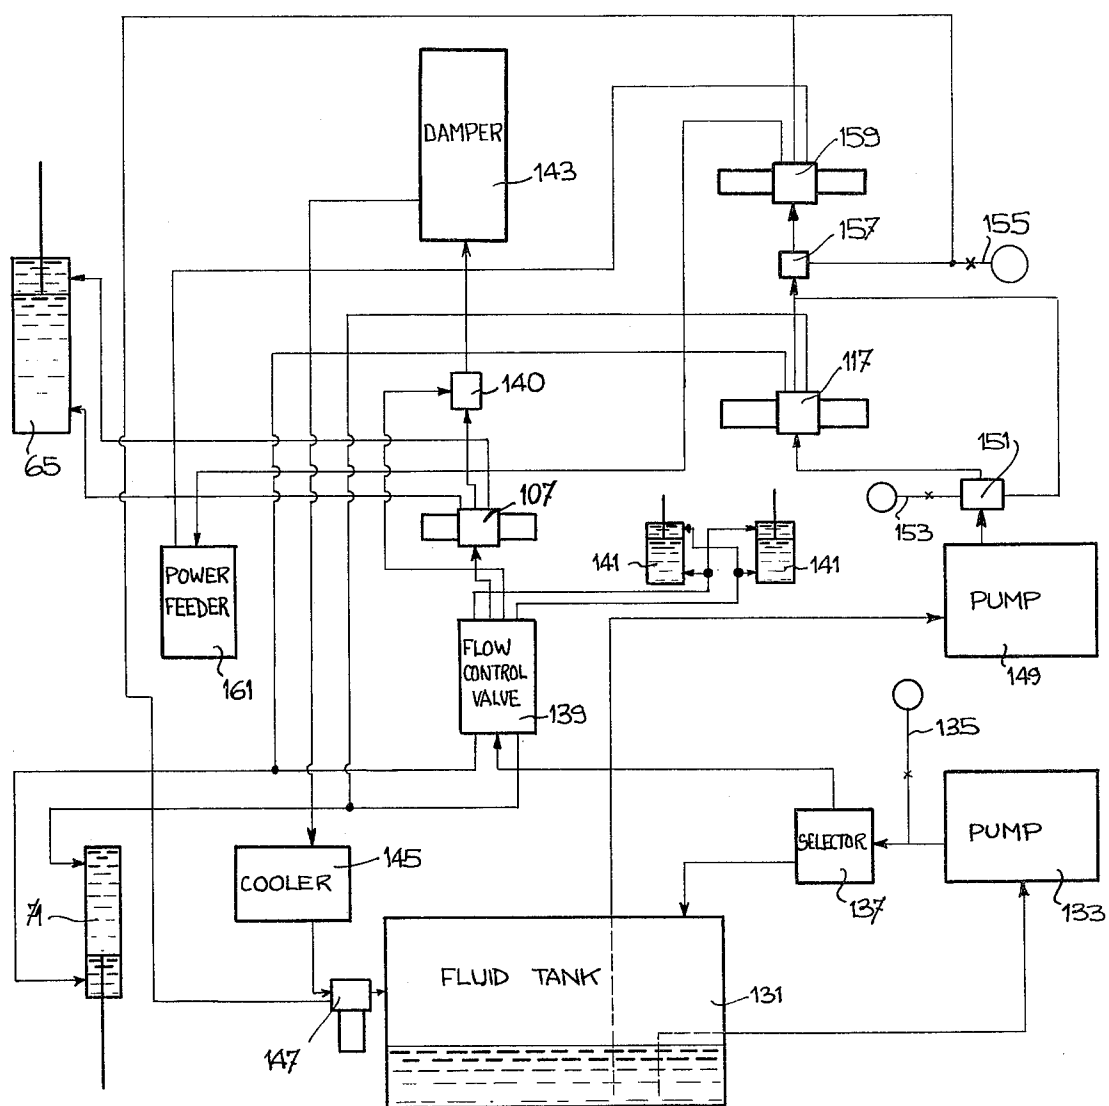 DAMPER
143
159
157
155
117
140
65
151
107
153
141
141
POWER
FEEDER
PUMP
161
149
FLOW
CONTROL
VALVE
139
135
SELECTOR
PUMP
137
133
71
COOLER
145
FLUID TANK
131
147